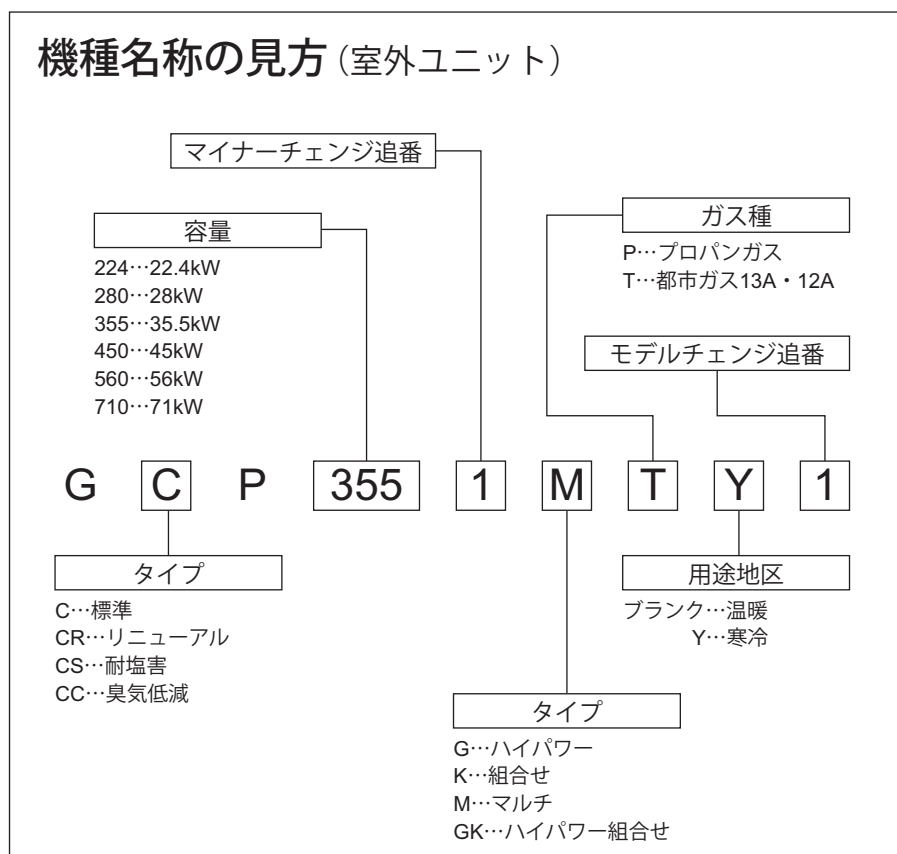 機種名称の見方(室外ユニット)
マイナーチェンジ追番
容量
224…22.4kW
280…28kW
355…35.5kW
450…45kW
560…56kW
710…71kW
ガス種
P…プロパンガス
T…都市ガス13A・12A
モデルチェンジ追番
G C P 355 1 M T Y 1
タイプ
C…標準
CR…リニューアル
CS…耐塩害
CC…臭気低減
タイプ
G…ハイパワー
K…組合せ
M…マルチ
GK…ハイパワー組合せ
用途地区
ブランク…温暖
Y…寒冷